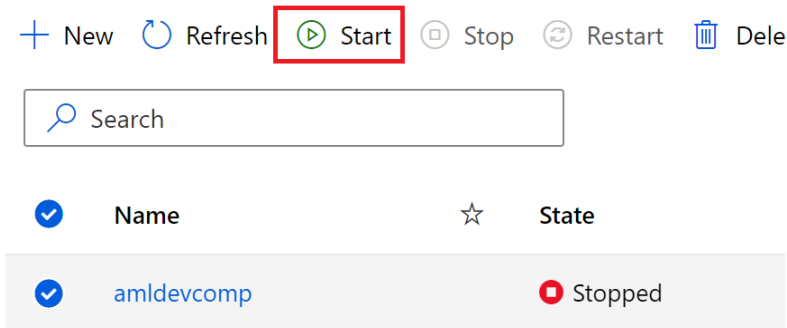 New Refresh Start Stop Restart Dele
Search
Name State
amldevcomp Stopped